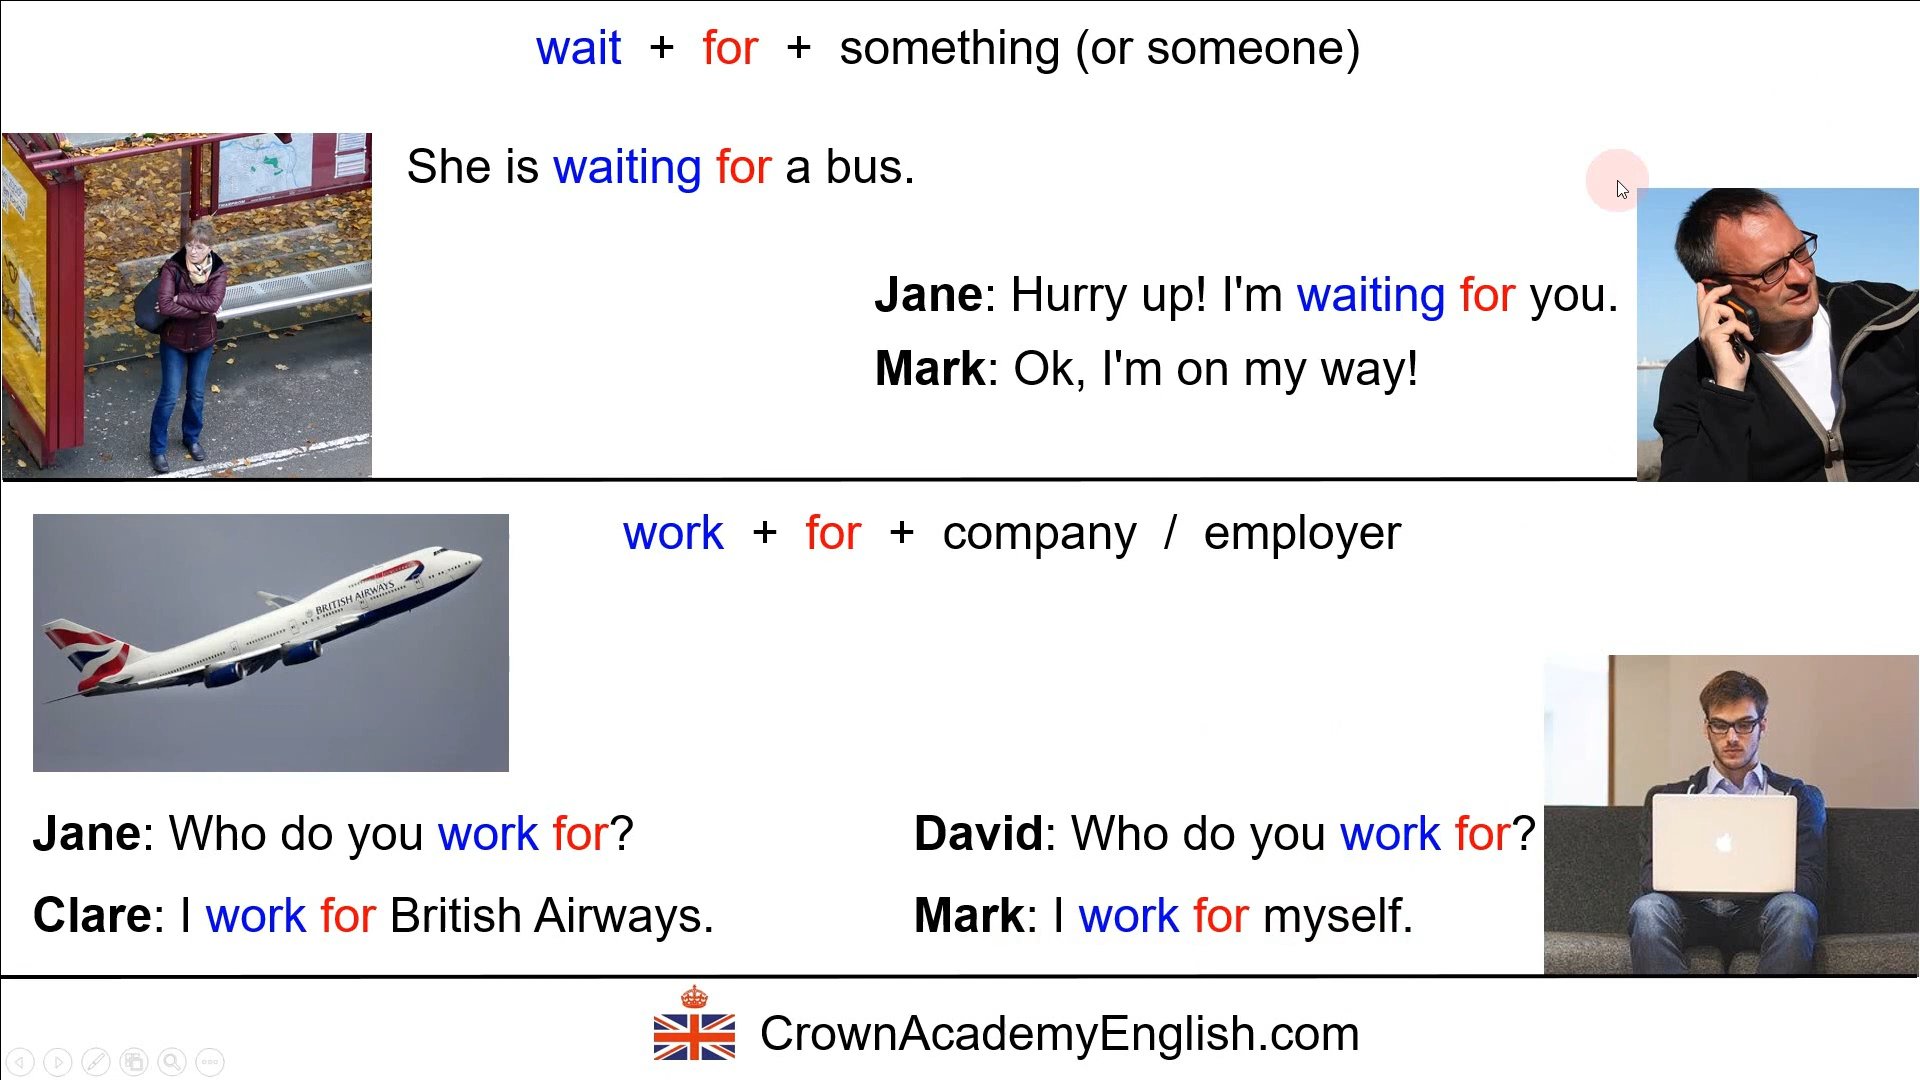 wait + for + something (or someone)
She is waiting for a bus.
Jane: Hurry up! I'm waiting for you.
Mark: Ok, I'm on my way!
work + for + company / employer
BRITISH AIRWAYS
Jane: Who do you work for?
Clare: I work for British Airways.
David: Who do you work for?
Mark: I work for myself.
CrownAcademyEnglish.com